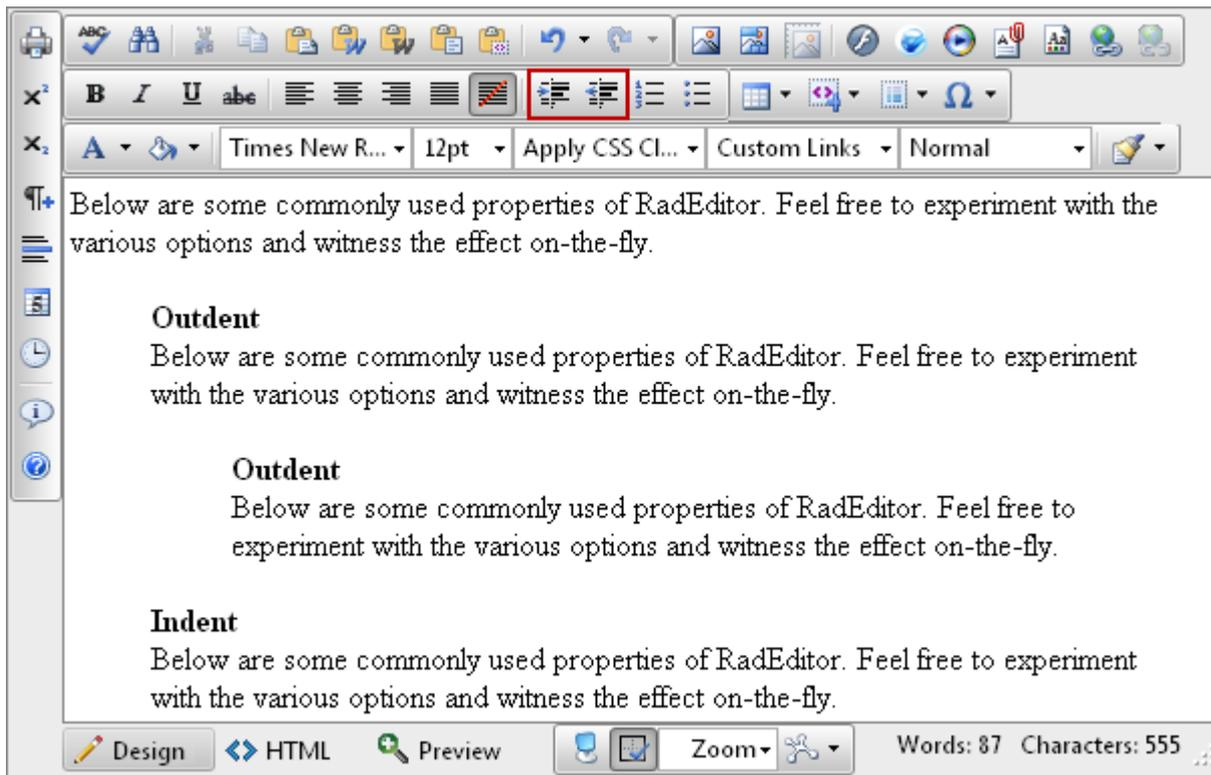 ABC
B I U abc
A Times New R... 12pt Apply CSS Cl... Custom Links Normal
Below are some commonly used properties of RadEditor. Feel free to experiment with the
various options and witness the effect on-the-fly.
Outdent
Below are some commonly used properties of RadEditor. Feel free to experiment
with the various options and witness the effect on-the-fly.
Outdent
Below are some commonly used properties of RadEditor. Feel free to
experiment with the various options and witness the effect on-the-fly.
Indent
Below are some commonly used properties of RadEditor. Feel free to experiment
with the various options and witness the effect on-the-fly.
Design HTML Preview Zoom Words: 87 Characters: 555